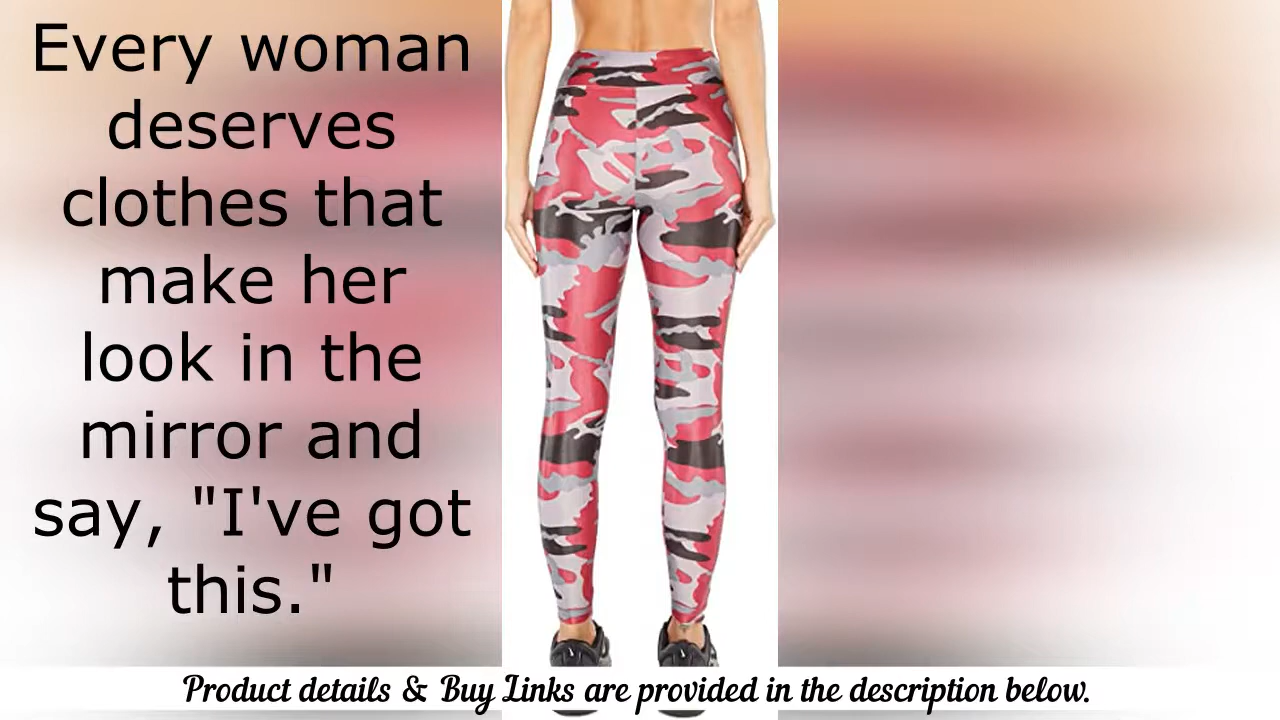 Every woman
deserves
clothes that
make her
look in the
mirror and
say, "I've got
this."
Product details & Buy Links are provided in the description below.